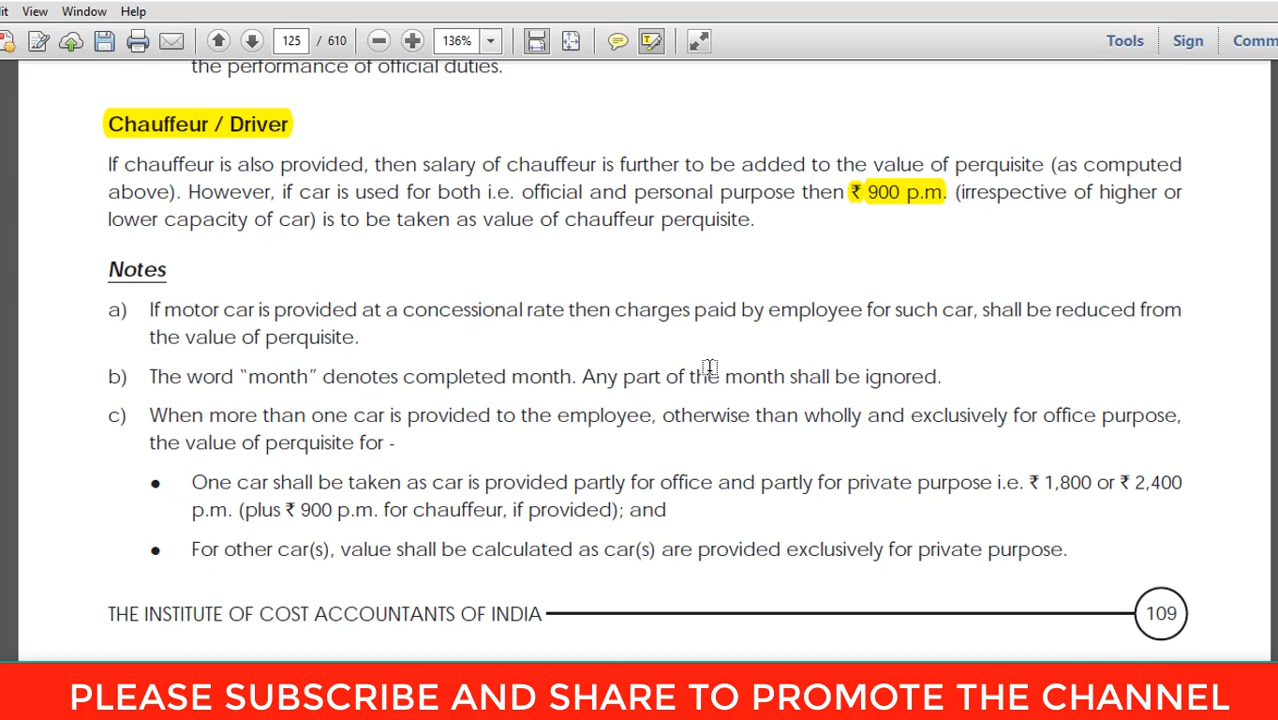 it View Window Help
125 / 610 136% Tools Sign Comm
the performance of official duties.
Chauffeur / Driver
If chauffeur is also provided, then salary of chauffeur is further to be added to the value of perquisite (as computed
above). However, if car is used for both i.e. official and personal purpose then ₹ 900 p.m. (irrespective of higher or
lower capacity of car) is to be taken as value of chauffeur perquisite.
Notes
a) If motor car is provided at a concessional rate then charges paid by employee for such car, shall be reduced from
the value of perquisite.
b) The word “month” denotes completed month. Any part of the month shall be ignored.
c) When more than one car is provided to the employee, otherwise than wholly and exclusively for office purpose,
the value of perquisite for -
● One car shall be taken as car is provided partly for office and partly for private purpose i.e. ₹ 1,800 or ₹ 2,400
p.m. (plus ₹ 900 p.m. for chauffeur, if provided); and
● For other car(s), value shall be calculated as car(s) are provided exclusively for private purpose.
THE INSTITUTE OF COST ACCOUNTANTS OF INDIA 109
PLEASE SUBSCRIBE AND SHARE TO PROMOTE THE CHANNEL